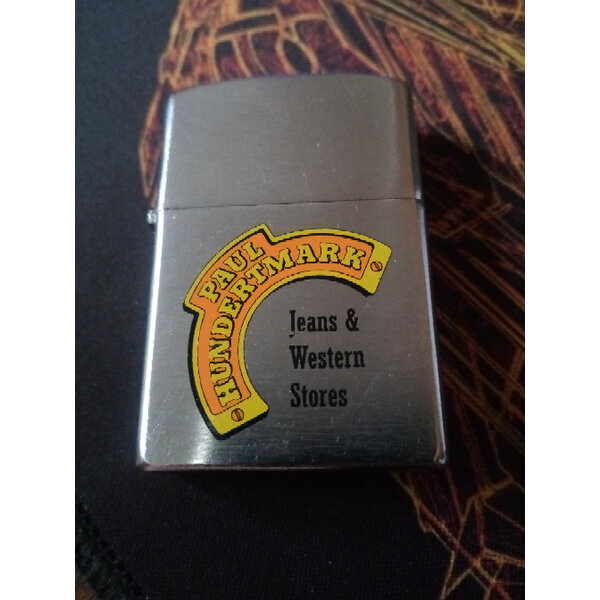 PAUL
HUNDERTMARK
Jeans &
Western
Stores